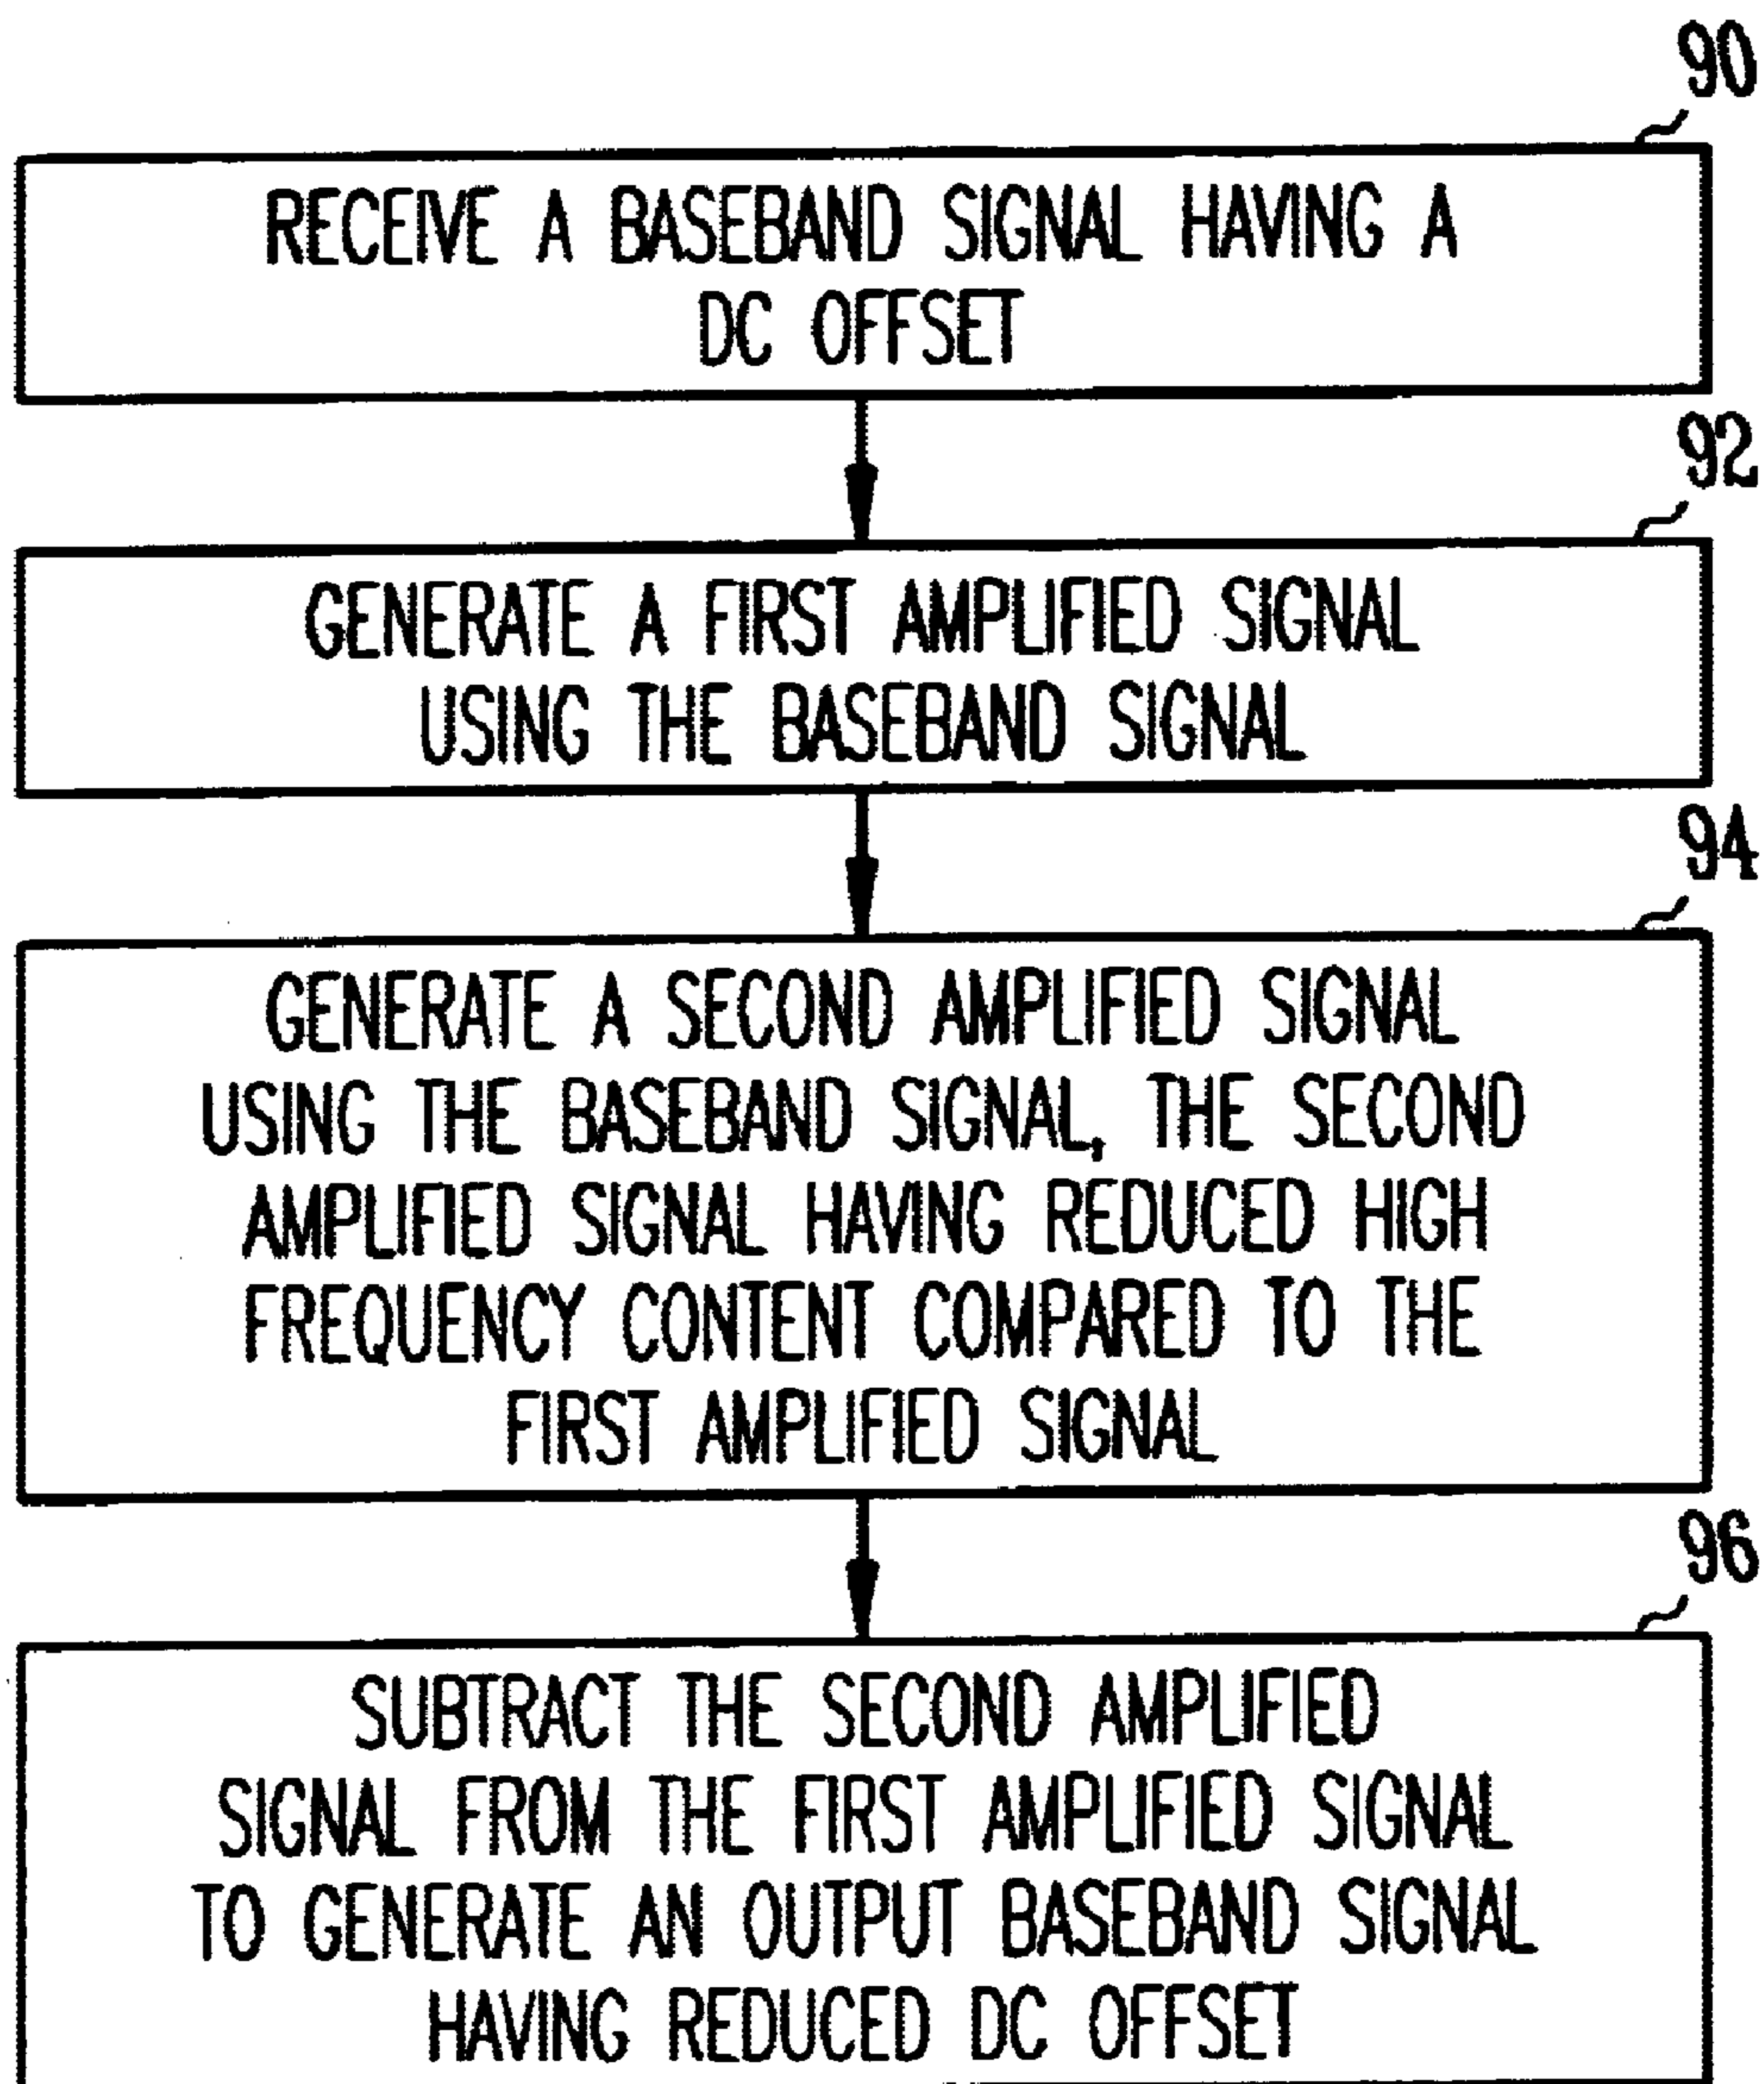 90
RECEIVE A BASEBAND SIGNAL HAVING A
DC OFFSET
92
GENERATE A FIRST AMPLIFIED SIGNAL
USING THE BASEBAND SIGNAL
94
GENERATE A SECOND AMPLIFIED SIGNAL
USING THE BASEBAND SIGNAL, THE SECOND
AMPLIFIED SIGNAL HAVING REDUCED HIGH
FREQUENCY CONTENT COMPARED TO THE
FIRST AMPLIFIED SIGNAL
96
SUBTRACT THE SECOND AMPLIFIED
SIGNAL FROM THE FIRST AMPLIFIED SIGNAL
TO GENERATE AN OUTPUT BASEBAND SIGNAL
HAVING REDUCED DC OFFSET